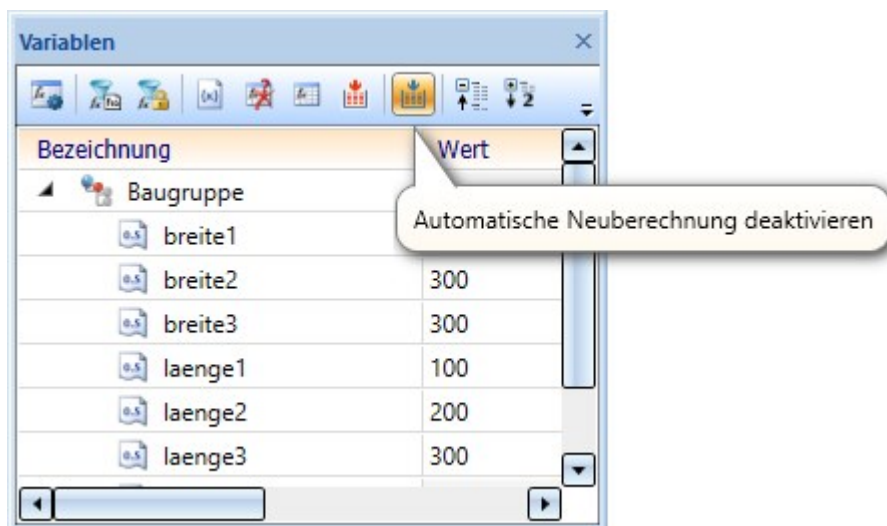 Variablen
Bezeichnung Wert
Baugruppe
Automatische Neuberechnung deaktivieren
breite1
breite2 300
breite3 300
laenge1 100
laenge2 200
laenge3 300